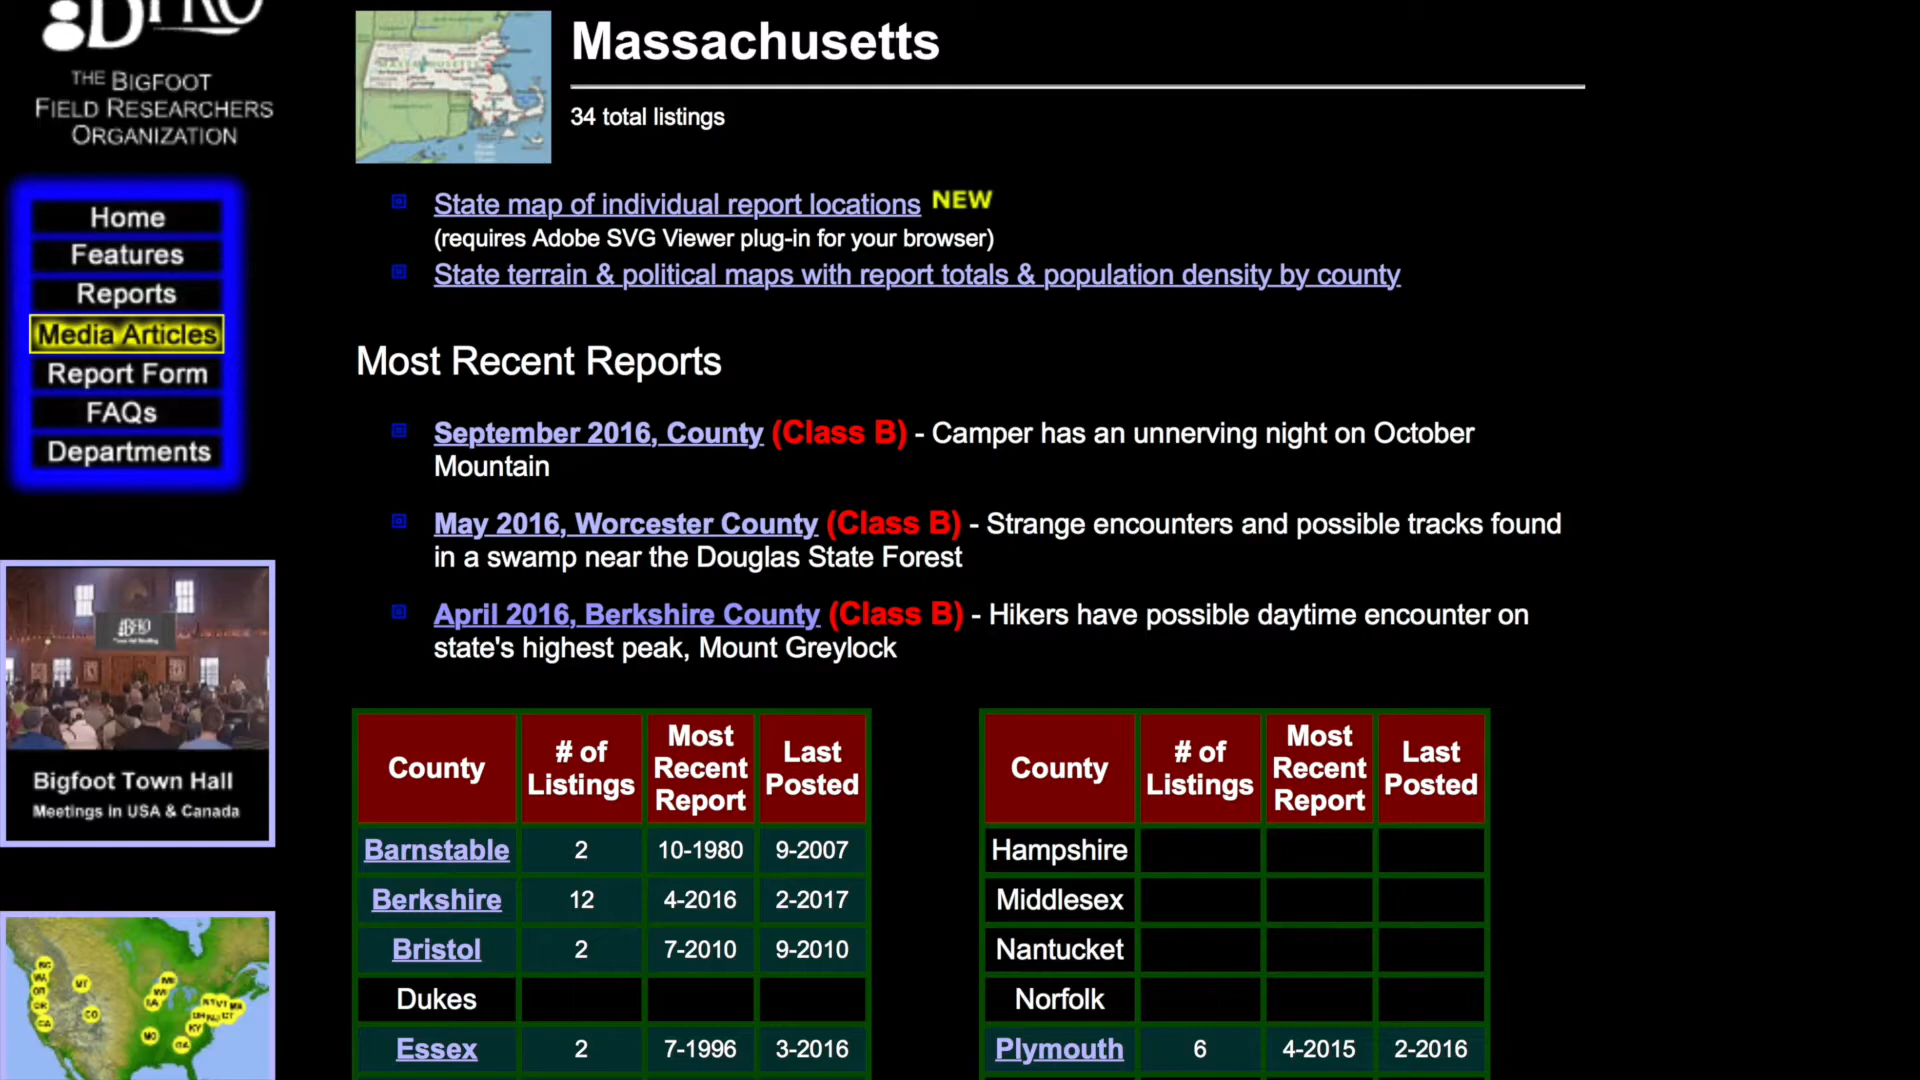 THE BIGFOOT
FIELD RESEARCHERS
ORGANIZATION
Home
Features
Reports
Media Articles
Report Form
FAQs
Departments
Bigfoot Town Hall
Meetings in USA & Canada
Massachusetts
34 total listings
State map of individual report locations NEW
(requires Adobe SVG Viewer plug-in for your browser)
State terrain & political maps with report totals & population density by county
Most Recent Reports
September 2016, County (Class B) - Camper has an unnerving night on October
Mountain
May 2016, Worcester County (Class B) - Strange encounters and possible tracks found
in a swamp near the Douglas State Forest
April 2016, Berkshire County (Class B) - Hikers have possible daytime encounter on
state's highest peak, Mount Greylock
County # of Listings Most Recent Report Last Posted
Barnstable 2 10-1980 9-2007
Berkshire 12 4-2016 2-2017
Bristol 2 7-2010 9-2010
Dukes
Essex 2 7-1996 3-2016
County # of Listings Most Recent Report Last Posted
Hampshire
Middlesex
Nantucket
Norfolk
Plymouth 6 4-2015 2-2016